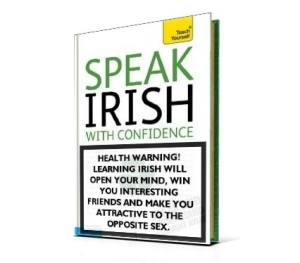 Teach
Yourself
SPEAK
IRISH
WITH CONFIDENCE
HEALTH WARNING!
LEARNING IRISH WILL
OPEN YOUR MIND, WIN
YOU INTERESTING
FRIENDS AND MAKE YOU
ATTRACTIVE TO THE
OPPOSITE SEX.